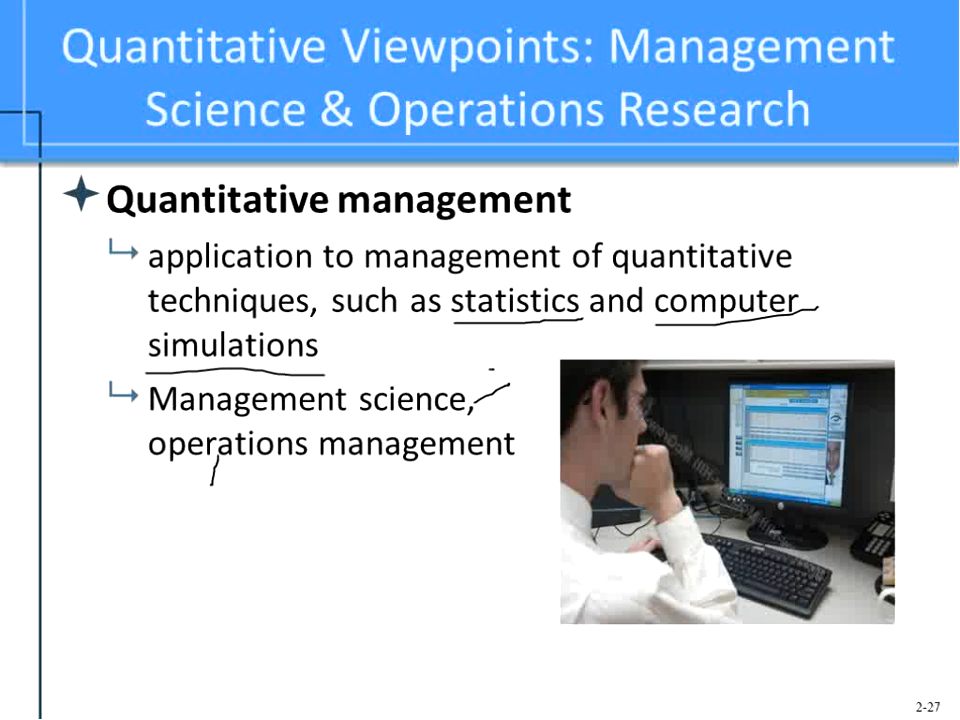 Quantitative Viewpoints: Management
Science & Operations Research
Quantitative management
application to management of quantitative
techniques, such as statistics and computer
simulations
Management science,
operations management
2-27